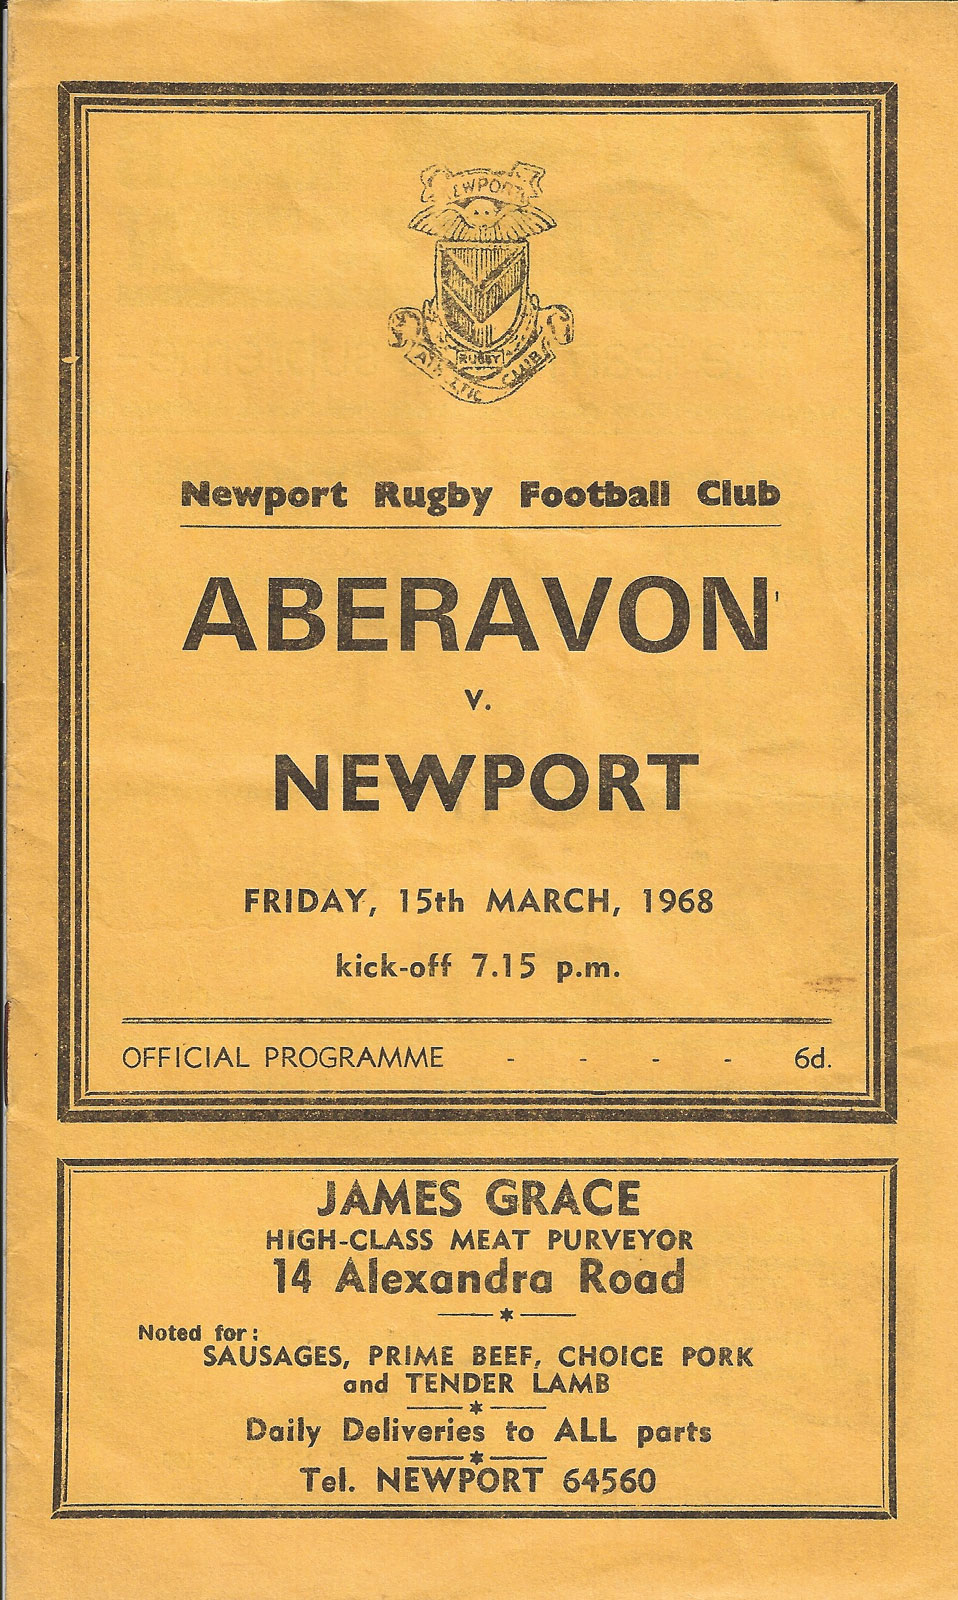 NEWPORT
RUGBY
ATHLETIC CLUB
Newport Rugby Football Club
ABERAVON
v.
NEWPORT
FRIDAY, 15th MARCH, 1968
kick-off 7.15 p.m.
OFFICIAL PROGRAMME - - - - 6d.
JAMES GRACE
HIGH-CLASS MEAT PURVEYOR
14 Alexandra Road
Noted for:
SAUSAGES, PRIME BEEF, CHOICE PORK
and TENDER LAMB
Daily Deliveries to ALL parts
Tel. NEWPORT 64560